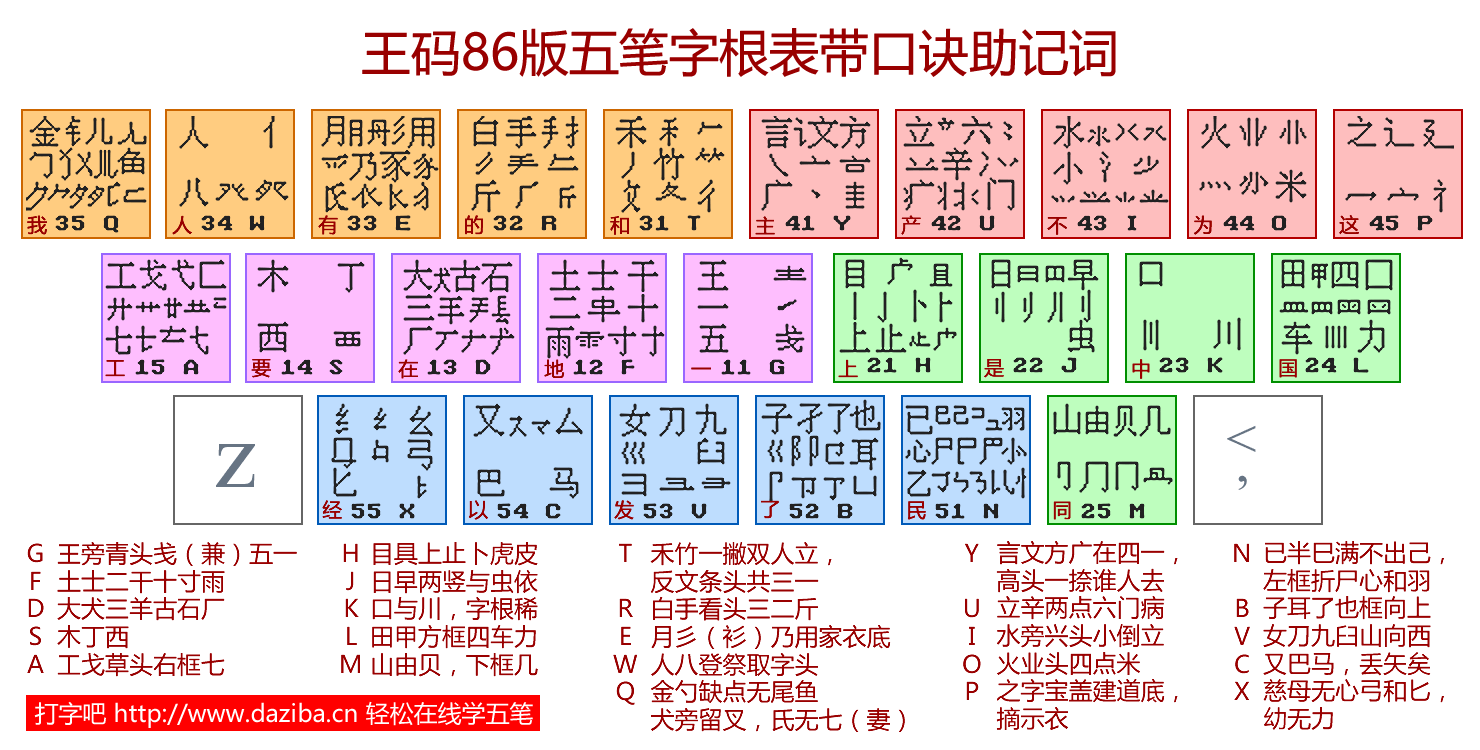 王码86版五笔字根表带口诀助记词
金钅儿
勹乂鱼
我 35 Q
人 亻
八
人 34 W
月丹彡用
乃豕
衣犭
有 33 E
白手扌
斤
的 32 R
禾
丿竹
攵夂彳
和 31 T
言讠文方
亠
广丶圭
主 41 Y
立六冫
辛
疒丬门
产 42 U
水
小氵
不 43 I
火业
灬米
为 44 O
之辶廴
冖宀礻
这 45 P
工戈弋匚
廾艹廿
七
工 15 A
木 丁
西
要 14 S
大犬古石
三
厂
在 13 D
土士干
二十
雨寸
地 12 F
王
一
五
一 11 G
目且
丨卜
上止
上 21 H
日曰早
刂
虫
是 22 J
口
川
中 23 K
田甲四囗
皿
车力
国 24 L
Z
纟幺
弓
匕
经 55 X
又厶
巴 马
以 54 C
女刀九
巛 臼
彐
发 53 V
子孑了也
耳
卩凵
了 52 B
已巳己羽
心尸
乙忄
民 51 N
山由贝几
冂
同 25 M
<
,
G 王旁青头戋（兼）五一
F 土士二干十寸雨
D 大犬三羊古石厂
S 木丁西
A 工戈草头右框七
H 目具上止卜虎皮
J 日早两竖与虫依
K 口与川，字根稀
L 田甲方框四车力
M 山由贝，下框几
T 禾竹一撇双人立，
反文条头共三一
R 白手看头三二斤
E 月彡（衫）乃用家衣底
W 人八登祭取字头
Q 金勺缺点无尾鱼
犬旁留叉，氏无七（妻）
Y 言文方广在四一，
高头一捺谁人去
U 立辛两点六门病
I 水旁兴头小倒立
O 火业头四点米
P 之字宝盖建道底，
摘示衣
N 已半巳满不出己，
左框折尸心和羽
B 子耳了也框向上
V 女刀九臼山向西
C 又巴马，丢矢矣
X 慈母无心弓和匕，
幼无力
打字吧 http://www.daziba.cn 轻松在线学五笔